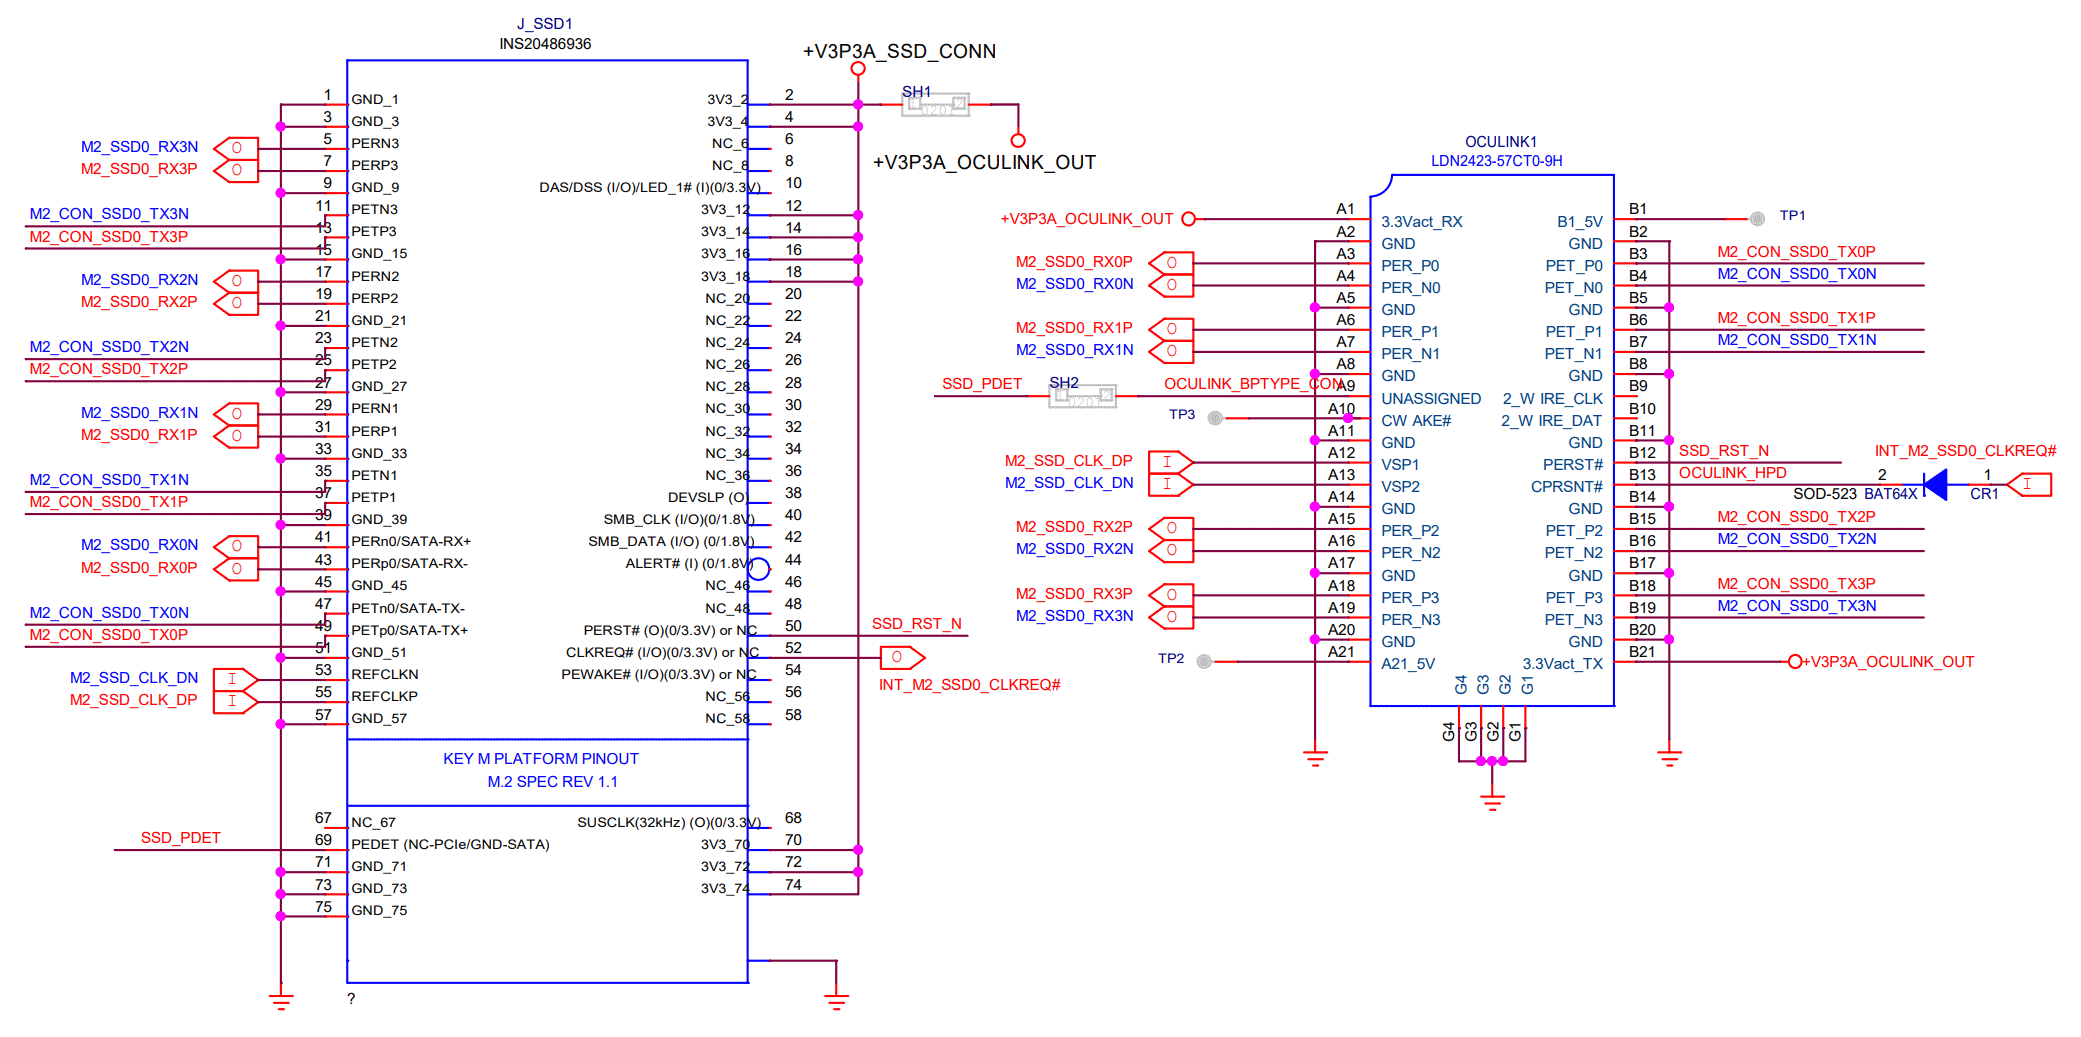 J_SSD1
INS20486936
1 GND_1
3 GND_3
M2_SSD0_RX3N O 5 PERN3
M2_SSD0_RX3P O 7 PERP3
9 GND_9
M2_CON_SSD0_TX3N 11 PETN3
M2_CON_SSD0_TX3P 13 PETP3
15 GND_15
M2_SSD0_RX2N O 17 PERN2
M2_SSD0_RX2P O 19 PERP2
21 GND_21
M2_CON_SSD0_TX2N 23 PETN2
M2_CON_SSD0_TX2P 25 PETP2
27 GND_27
M2_SSD0_RX1N O 29 PERN1
M2_SSD0_RX1P O 31 PERP1
33 GND_33
M2_CON_SSD0_TX1N 35 PETN1
M2_CON_SSD0_TX1P 37 PETP1
39 GND_39
M2_SSD0_RX0N O 41 PERn0/SATA-RX+
M2_SSD0_RX0P O 43 PERp0/SATA-RX-
45 GND_45
M2_CON_SSD0_TX0N 47 PETn0/SATA-TX-
M2_CON_SSD0_TX0P 49 PETp0/SATA-TX+
51 GND_51
M2_SSD_CLK_DN I 53 REFCLKN
M2_SSD_CLK_DP I 55 REFCLKP
57 GND_57
3V3_2 2
3V3_4 4
NC_6 6
NC_8 8
DAS/DSS (I/O)/LED_1# (I)(0/3.3V) 10
3V3_12 12
3V3_14 14
3V3_16 16
3V3_18 18
NC_20 20
NC_22 22
NC_24 24
NC_26 26
NC_28 28
NC_30 30
NC_32 32
NC_34 34
NC_36 36
DEVSLP (O) 38
SMB_CLK (I/O)(0/1.8V) 40
SMB_DATA (I/O) (0/1.8V) 42
ALERT# (I) (0/1.8V) 44
NC_46 46
NC_48 48
PERST# (O)(0/3.3V) or NC 50 SSD_RST_N
CLKREQ# (I/O)(0/3.3V) or NC 52 O
INT_M2_SSD0_CLKREQ#
PEWAKE# (I/O)(0/3.3V) or NC 54
NC_56 56
NC_58 58
KEY M PLATFORM PINOUT
M.2 SPEC REV 1.1
67 NC_67
SSD_PDET 69 PEDET (NC-PCIe/GND-SATA)
71 GND_71
73 GND_73
75 GND_75
SUSCLK(32kHz) (O)(0/3.3V) 68
3V3_70 70
3V3_72 72
3V3_74 74
?
+V3P3A_SSD_CONN
SH1
1 0201 2
+V3P3A_OCULINK_OUT
OCULINK1
LDN2423-57CT0-9H
+V3P3A_OCULINK_OUT A1 3.3Vact_RX
A2 GND
M2_SSD0_RX0P O A3 PER_P0
M2_SSD0_RX0N O A4 PER_N0
A5 GND
M2_SSD0_RX1P O A6 PER_P1
M2_SSD0_RX1N O A7 PER_N1
A8 GND
SSD_PDET SH2 1 0201 2 OCULINK_BPTYPE_CON A9 UNASSIGNED
TP3 A10 CW AKE#
A11 GND
M2_SSD_CLK_DP I A12 VSP1
M2_SSD_CLK_DN I A13 VSP2
A14 GND
M2_SSD0_RX2P O A15 PER_P2
M2_SSD0_RX2N O A16 PER_N2
A17 GND
M2_SSD0_RX3P O A18 PER_P3
M2_SSD0_RX3N O A19 PER_N3
A20 GND
TP2 A21 A21_5V
B1_5V B1 TP1
GND B2
PET_P0 B3 M2_CON_SSD0_TX0P
PET_N0 B4 M2_CON_SSD0_TX0N
GND B5
PET_P1 B6 M2_CON_SSD0_TX1P
PET_N1 B7 M2_CON_SSD0_TX1N
GND B8
2_W IRE_CLK B9
2_W IRE_DAT B10
GND B11
PERST# B12 SSD_RST_N
CPRSNT# B13 OCULINK_HPD
INT_M2_SSD0_CLKREQ#
2 1 I
SOD-523 BAT64X CR1
GND B14
PET_P2 B15 M2_CON_SSD0_TX2P
PET_N2 B16 M2_CON_SSD0_TX2N
GND B17
PET_P3 B18 M2_CON_SSD0_TX3P
PET_N3 B19 M2_CON_SSD0_TX3N
GND B20
3.3Vact_TX B21 +V3P3A_OCULINK_OUT
G4 G3 G2 G1
G4 G3 G2 G1